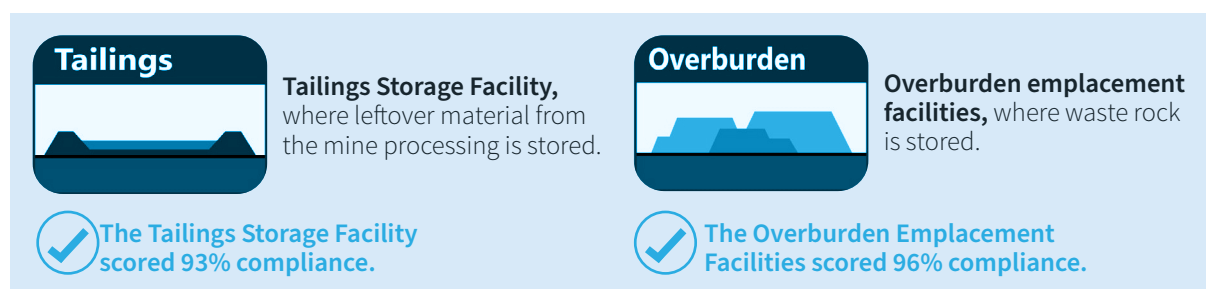 Tailings
Tailings Storage Facility,
where leftover material from
the mine processing is stored.
The Tailings Storage Facility
scored 93% compliance.
Overburden
Overburden emplacement
facilities, where waste rock
is stored.
The Overburden Emplacement
Facilities scored 96% compliance.